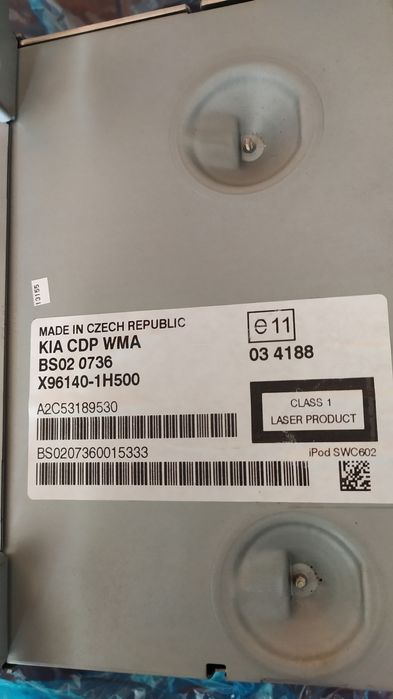 13155
MADE IN CZECH REPUBLIC
KIA CDP WMA
BS02 0736
X96140-1H500
e11
03 4188
A2C53189530
CLASS 1
LASER PRODUCT
BS0207360015333
iPod SWC602